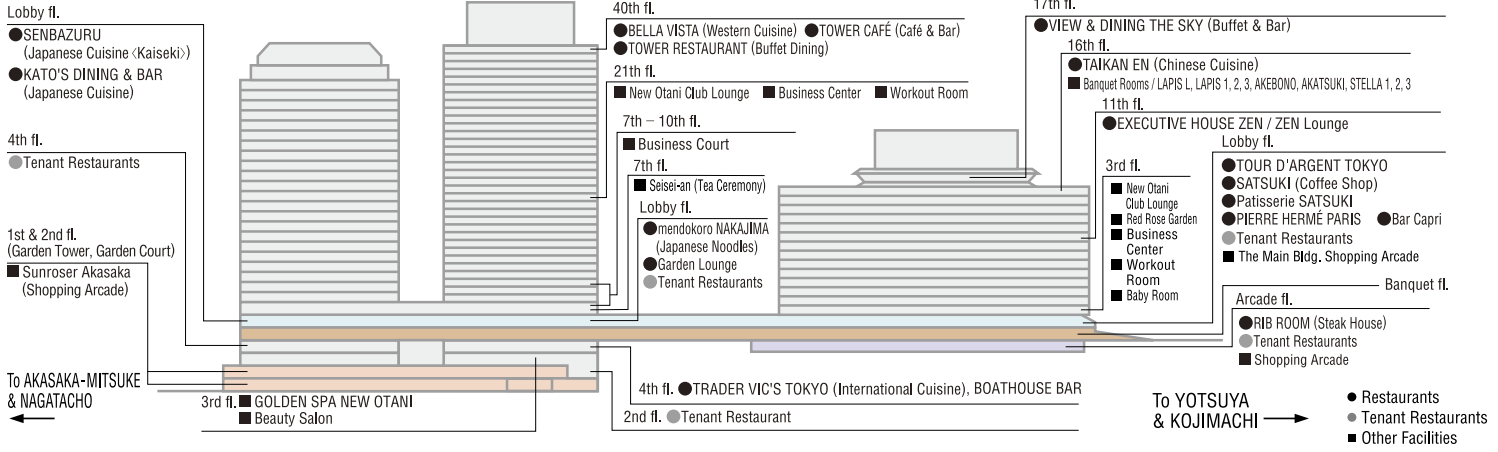 Lobby fl.
●SENBAZURU
(Japanese Cuisine〈Kaiseki〉)
●KATO'S DINING & BAR
(Japanese Cuisine)
4th fl.
●Tenant Restaurants
1st & 2nd fl.
(Garden Tower, Garden Court)
■ Sunroser Akasaka
(Shopping Arcade)
To AKASAKA-MITSUKE
& NAGATACHO
40th fl.
●BELLA VISTA (Western Cuisine) ●TOWER CAFÉ (Café & Bar)
●TOWER RESTAURANT (Buffet Dining)
21th fl.
■ New Otani Club Lounge ■ Business Center ■ Workout Room
7th – 10th fl.
■ Business Court
7th fl.
■ Seisei-an (Tea Ceremony)
Lobby fl.
●mendokoro NAKAJIMA
(Japanese Noodles)
●Garden Lounge
●Tenant Restaurants
3rd fl. ■ GOLDEN SPA NEW OTANI
■ Beauty Salon
4th fl. ●TRADER VIC'S TOKYO (International Cuisine), BOATHOUSE BAR
2nd fl. ●Tenant Restaurant
17th fl.
●VIEW & DINING THE SKY (Buffet & Bar)
16th fl.
●TAIKAN EN (Chinese Cuisine)
■ Banquet Rooms / LAPIS L, LAPIS 1, 2, 3, AKEBONO, AKATSUKI, STELLA 1, 2, 3
11th fl.
●EXECUTIVE HOUSE ZEN / ZEN Lounge
3rd fl.
■ New Otani
Club Lounge
■ Red Rose Garden
■ Business
Center
■ Workout
Room
■ Baby Room
Lobby fl.
●TOUR D'ARGENT TOKYO
●SATSUKI (Coffee Shop)
●Patisserie SATSUKI
●PIERRE HERMÉ PARIS ●Bar Capri
●Tenant Restaurants
■ The Main Bldg. Shopping Arcade
Banquet fl.
Arcade fl.
●RIB ROOM (Steak House)
●Tenant Restaurants
■ Shopping Arcade
To YOTSUYA
& KOJIMACHI
● Restaurants
● Tenant Restaurants
■ Other Facilities